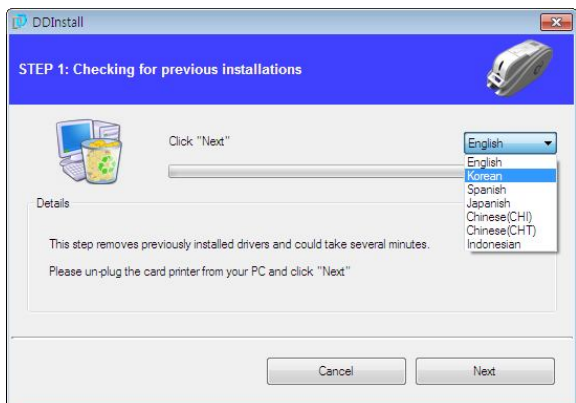 DDInstall
STEP 1: Checking for previous installations
Click "Next"
English
English
Korean
Spanish
Japanish
Chinese(CHI)
Chinese(CHT)
Indonesian
Details
This step removes previously installed drivers and could take several minutes.
Please un-plug the card printer from your PC and click "Next"
Cancel
Next